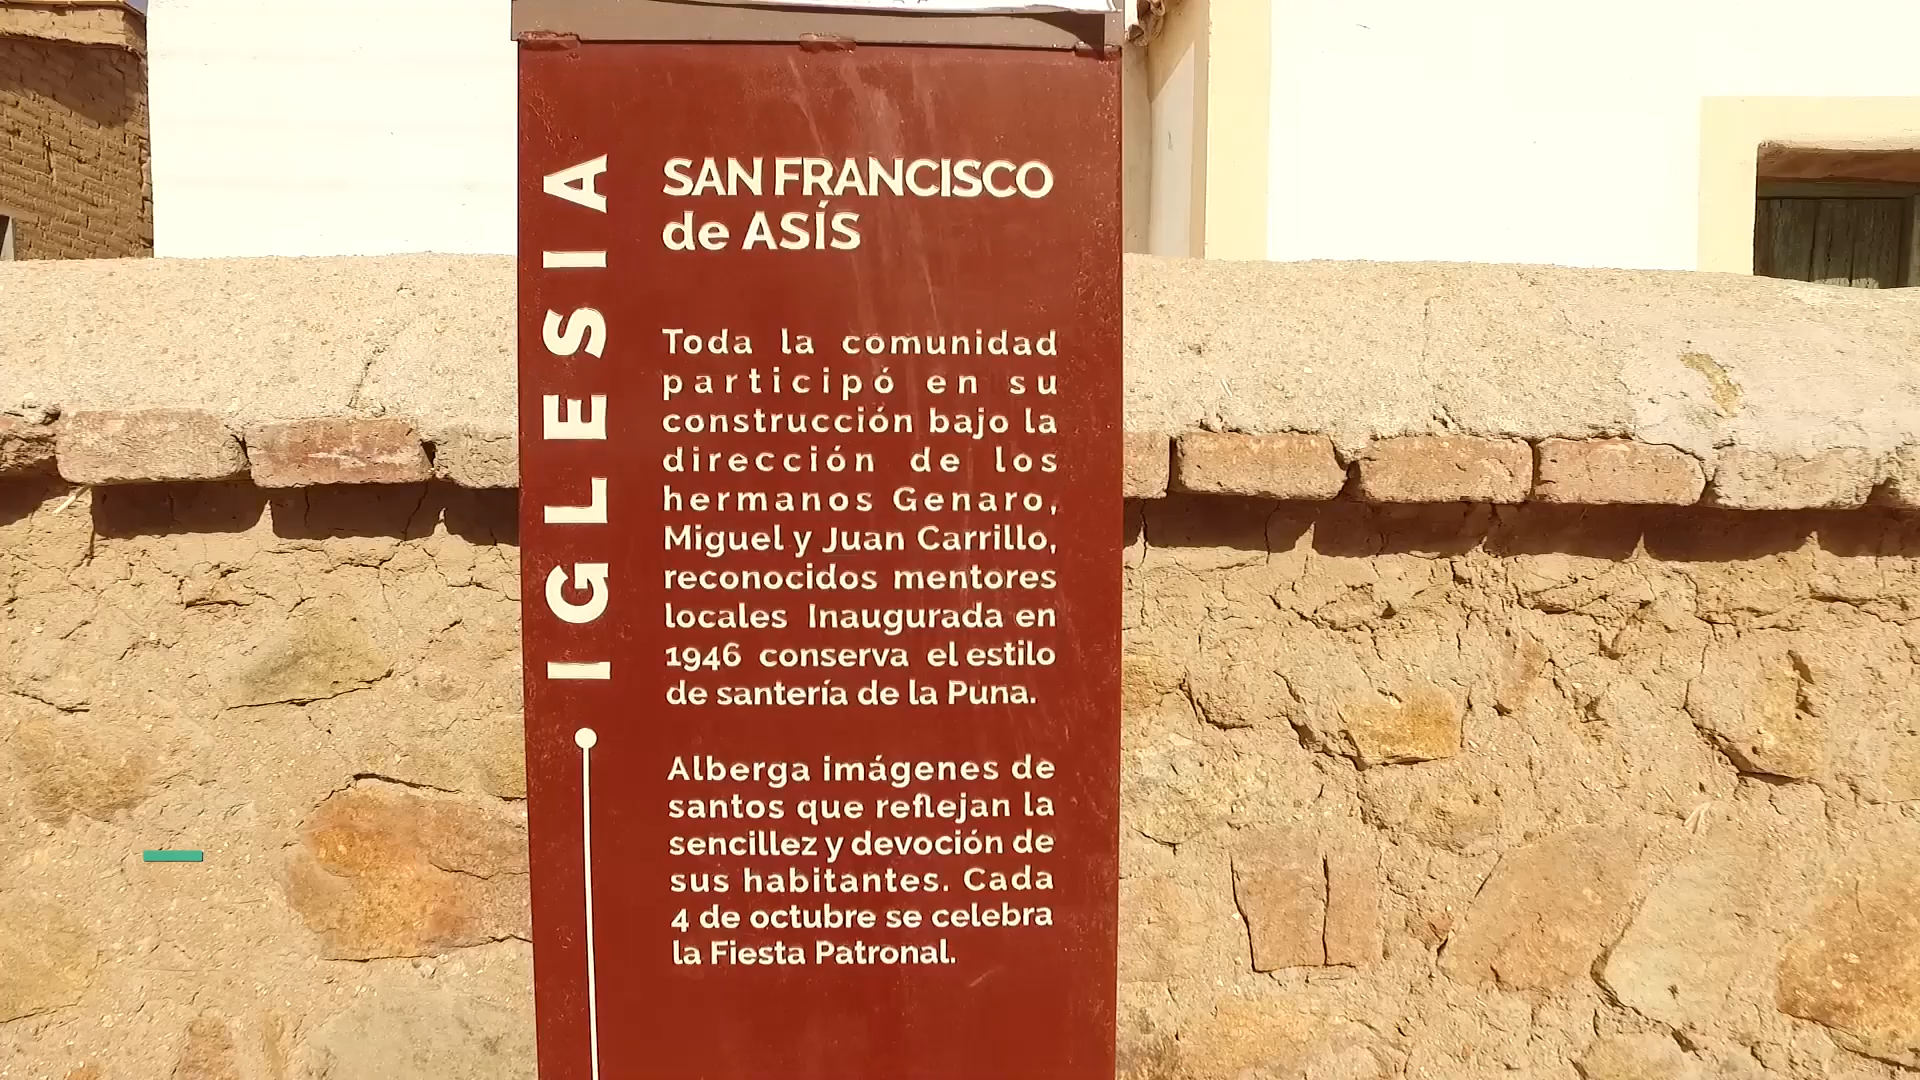 IGLESIA
SAN FRANCISCO
de ASÍS
Toda la comunidad
participó en su
construcción bajo la
dirección de los
hermanos Genaro,
Miguel y Juan Carrillo,
reconocidos mentores
locales Inaugurada en
1946 conserva el estilo
de santería de la Puna.
Alberga imágenes de
santos que reflejan la
sencillez y devoción de
sus habitantes. Cada
4 de octubre se celebra
la Fiesta Patronal.